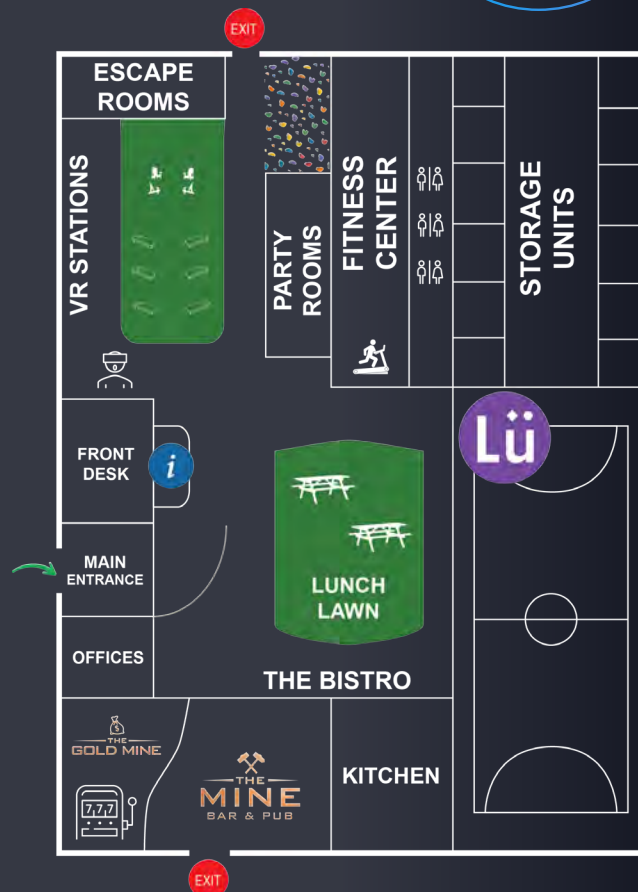 EXIT
ESCAPE
ROOMS
VR STATIONS
PARTY
ROOMS
FITNESS
CENTER
STORAGE
UNITS
FRONT
DESK
i
Lü
MAIN
ENTRANCE
LUNCH
LAWN
OFFICES
THE BISTRO
$
THE
GOLD MINE
7,7,7
THE
MINE
BAR & PUB
KITCHEN
EXIT